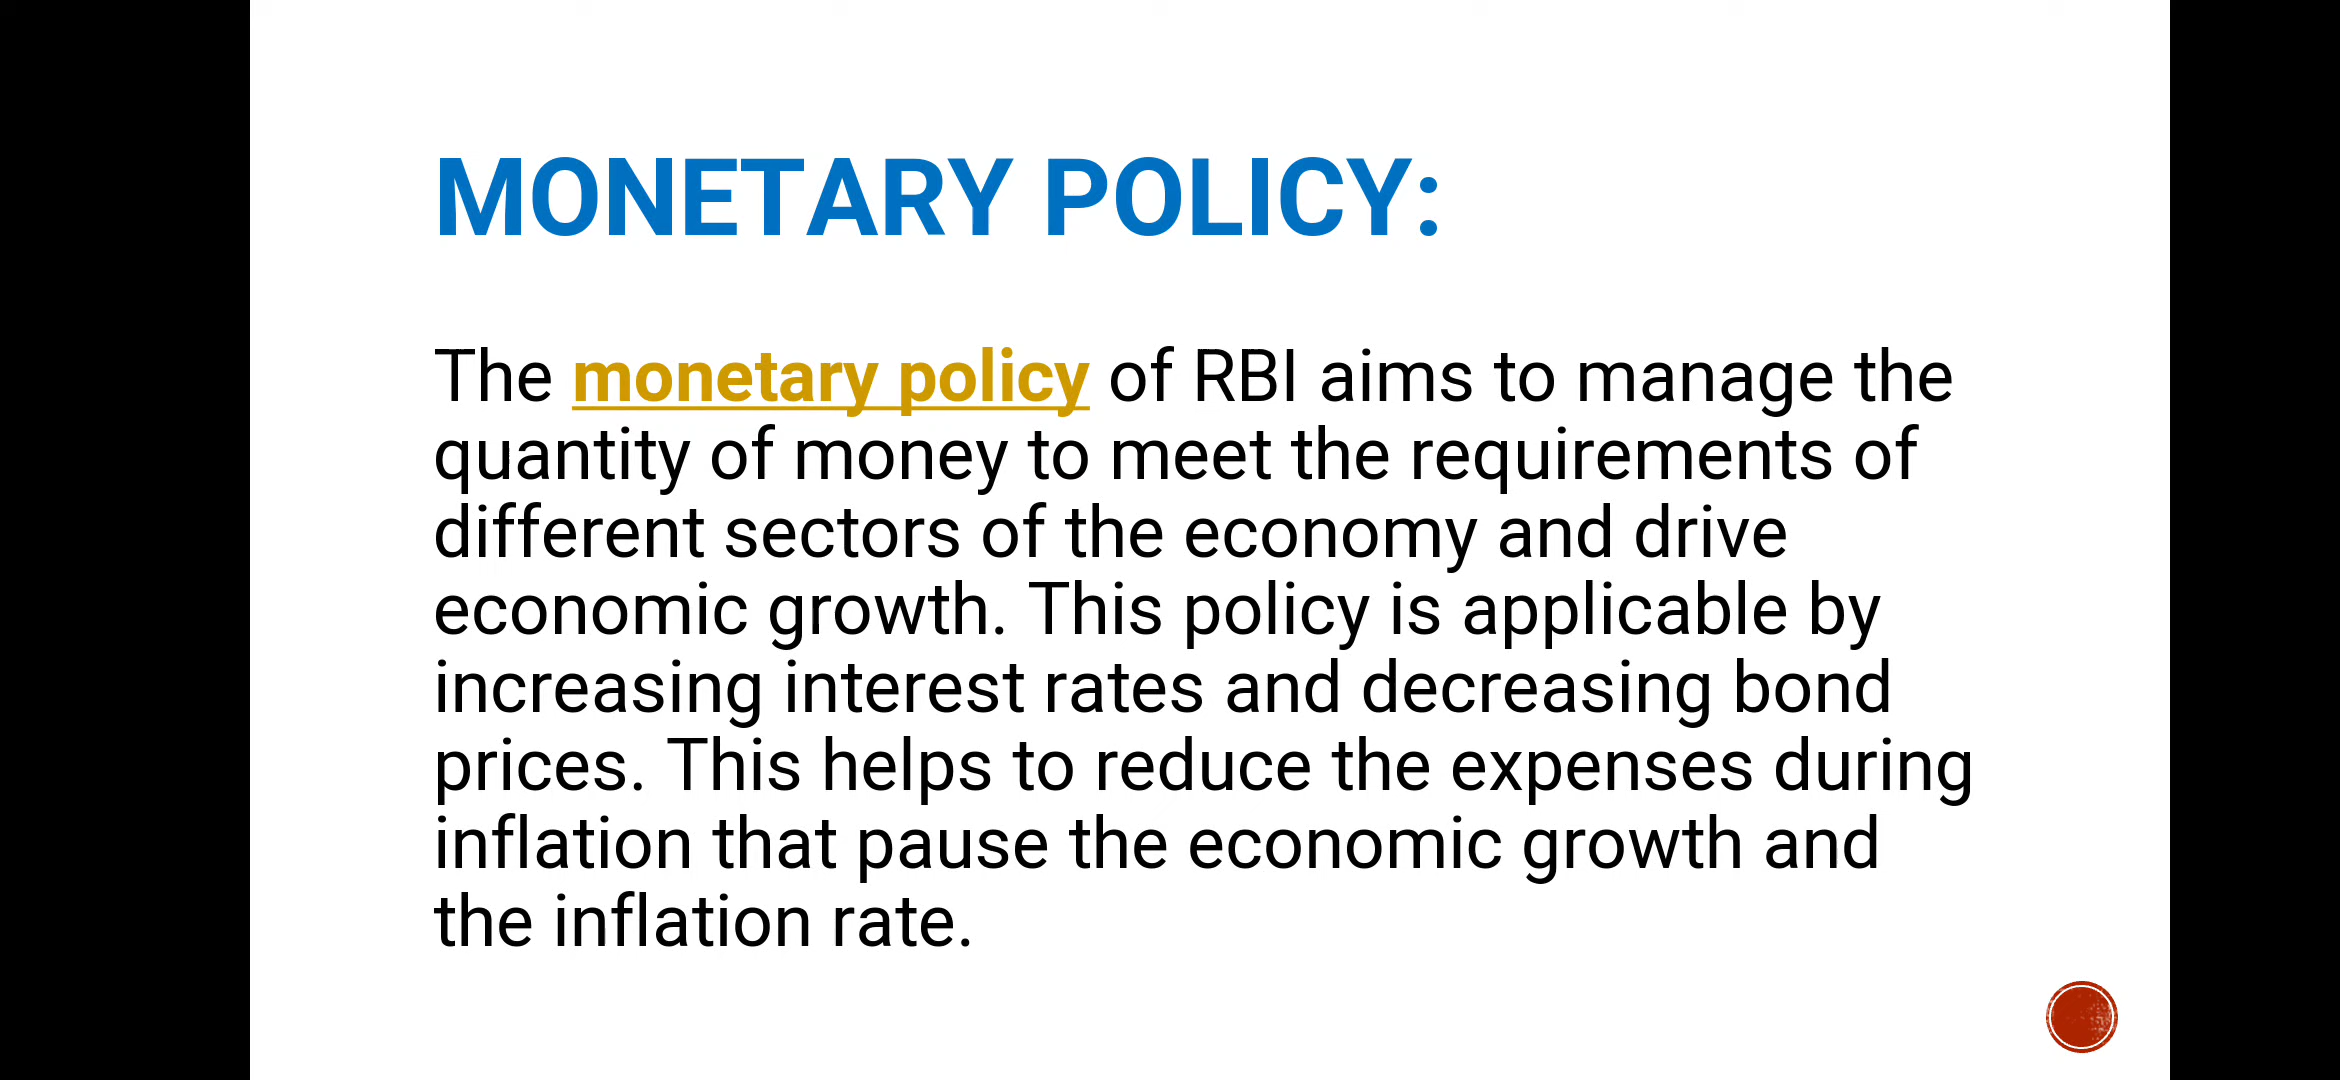 MONETARY POLICY:
The monetary policy of RBI aims to manage the
quantity of money to meet the requirements of
different sectors of the economy and drive
economic growth. This policy is applicable by
increasing interest rates and decreasing bond
prices. This helps to reduce the expenses during
inflation that pause the economic growth and
the inflation rate.